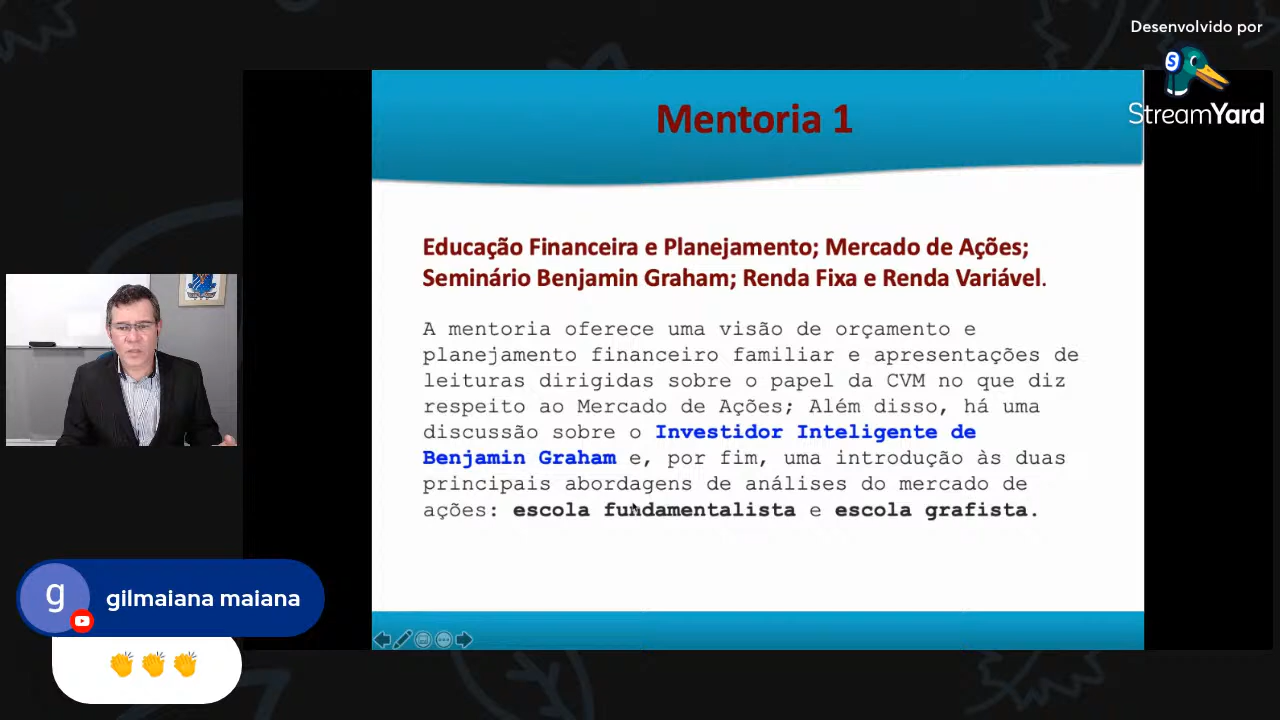 Desenvolvido por
S
StreamYard
Mentoria 1
Educação Financeira e Planejamento; Mercado de Ações;
Seminário Benjamin Graham; Renda Fixa e Renda Variável.
A mentoria oferece uma visão de orçamento e
planejamento financeiro familiar e apresentações de
leituras dirigidas sobre o papel da CVM no que diz
respeito ao Mercado de Ações; Além disso, há uma
discussão sobre o Investidor Inteligente de
Benjamin Graham e, por fim, uma introdução às duas
principais abordagens de análises do mercado de
ações: escola fundamentalista e escola grafista.
g
gilmaiana maiana
👏 👏 👏